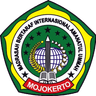 MADRASAH BERTARAF INTERNASIONAL AMANATUL UMMAH
MOJOKERTO